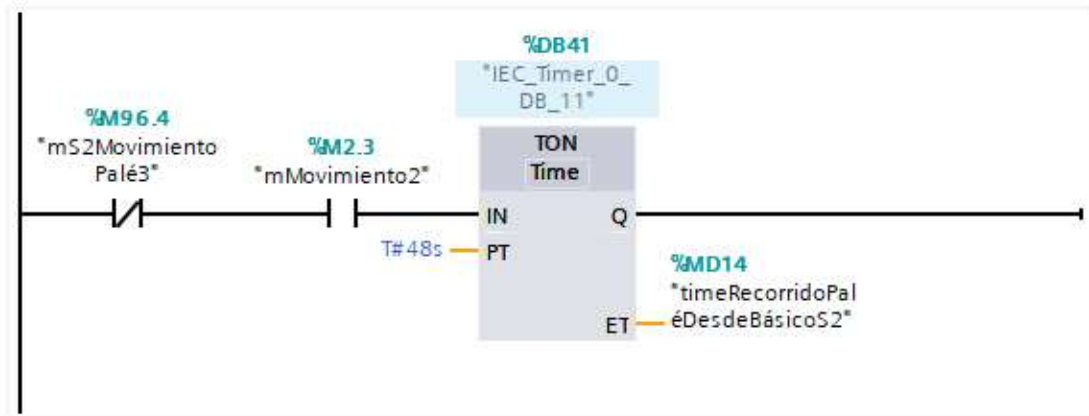 %DB41
"IEC_Timer_0_
DB_11"
%M96.4
"mS2Movimiento
Palé3"
%M2.3
"mMovimiento2"
TON
Time
IN
Q
T#48s
PT
%MD14
"timeRecorridoPal
éDesdeBásicoS2"
ET